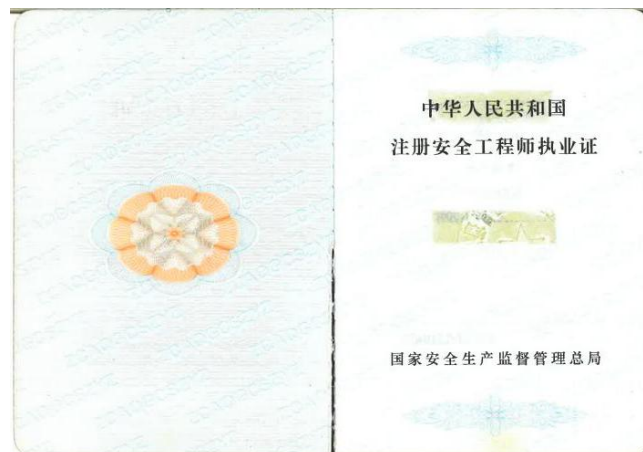 中华人民共和国
注册安全工程师执业证
国家安全生产监督管理总局